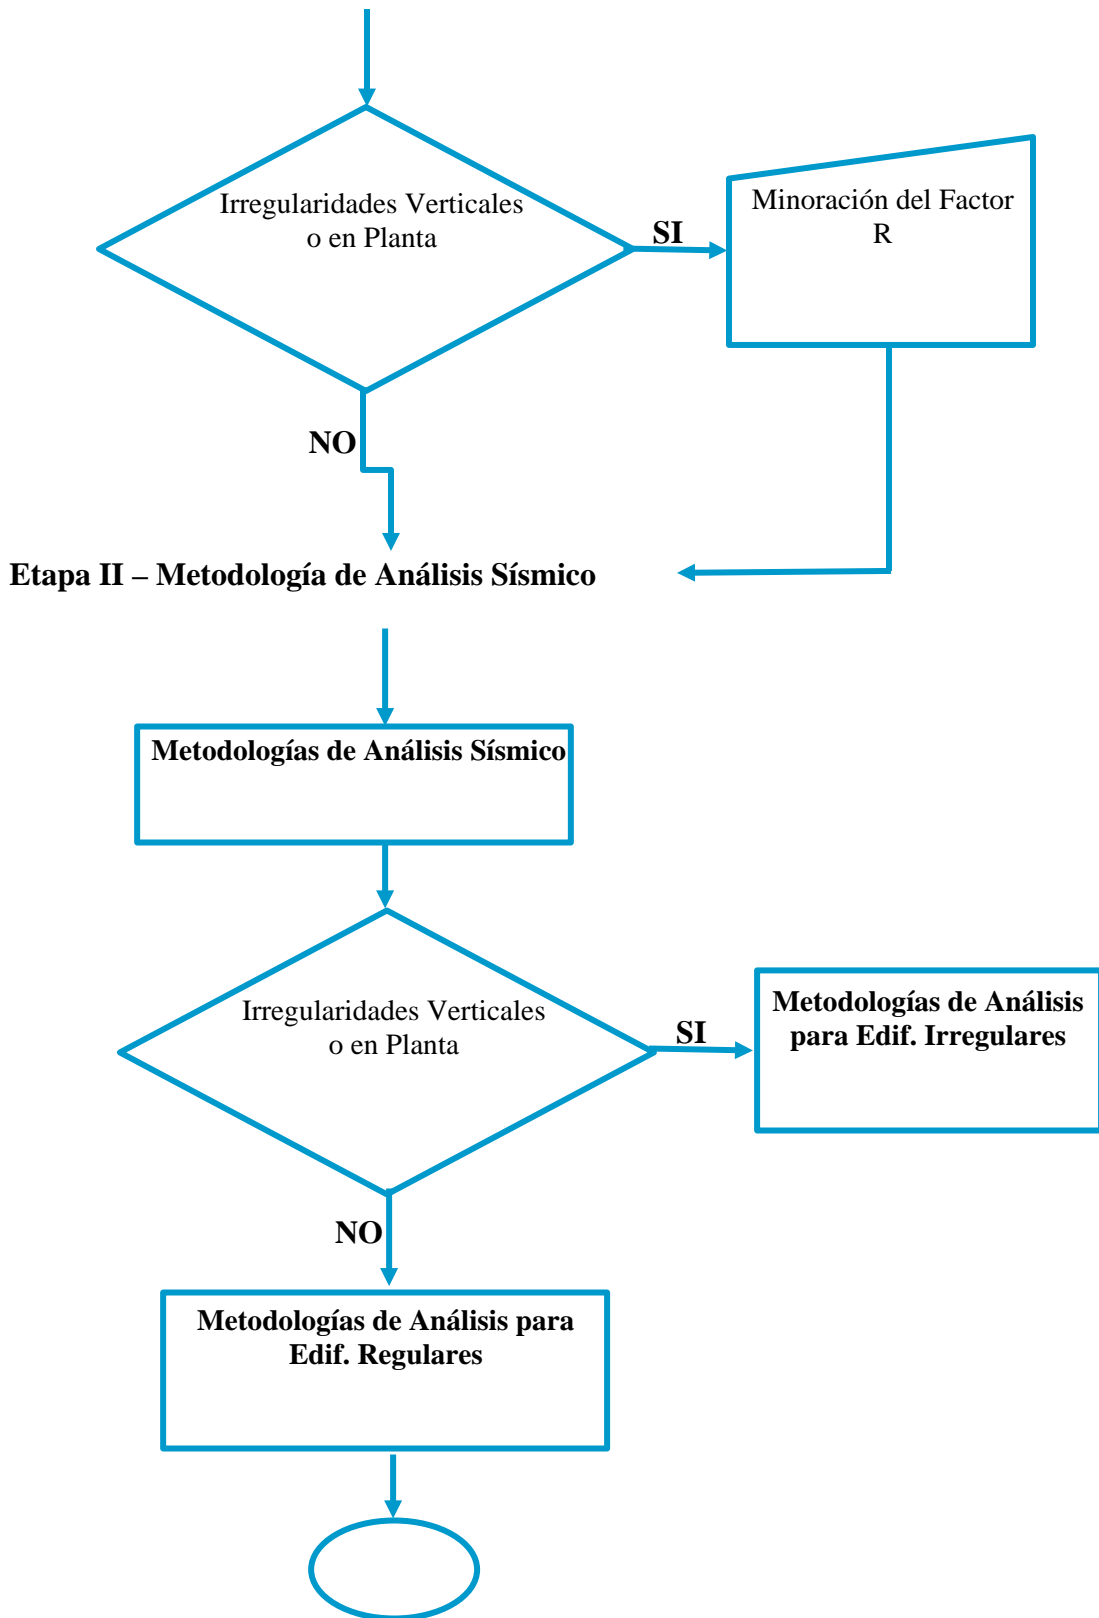 Irregularidades Verticales
o en Planta
SI
Minoración del Factor
R
NO
Etapa II – Metodología de Análisis Sísmico
Metodologías de Análisis Sísmico
Irregularidades Verticales
o en Planta
SI
Metodologías de Análisis
para Edif. Irregulares
NO
Metodologías de Análisis para
Edif. Regulares